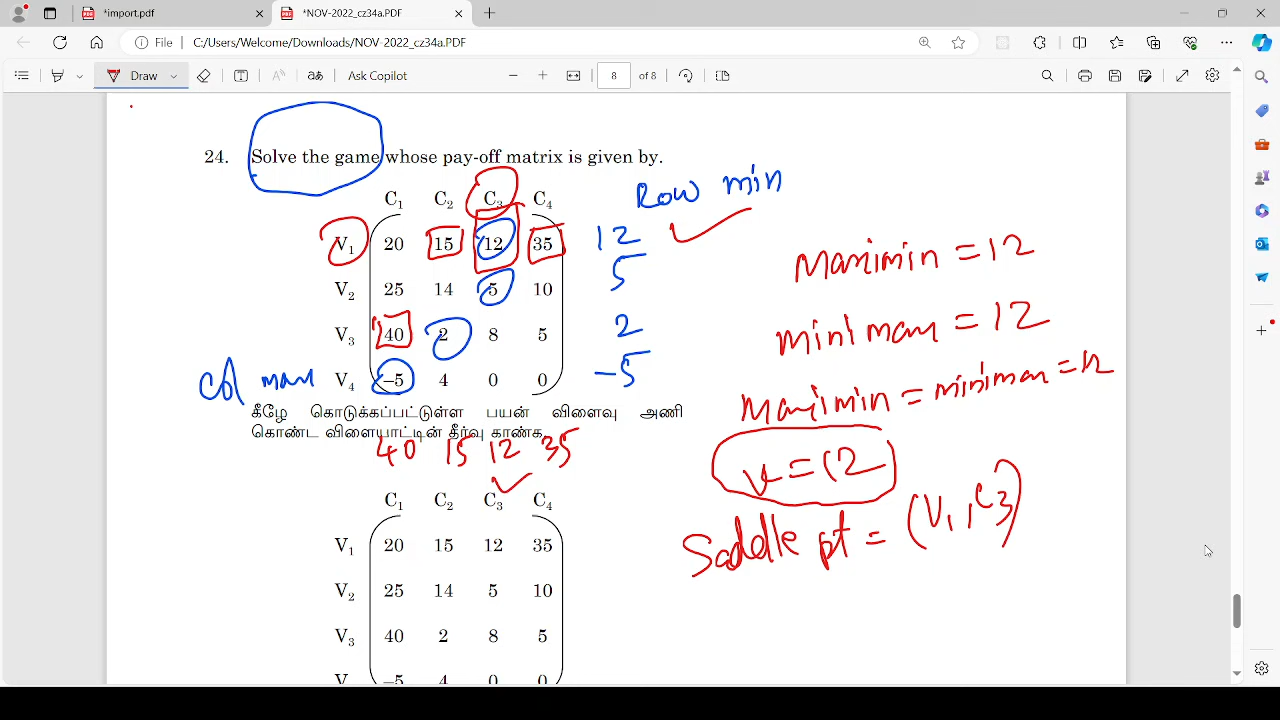 *import.pdf
*NOV-2022_cz34a.PDF
File C:/Users/Welcome/Downloads/NOV-2022_cz34a.PDF
Draw Ask Copilot 8 of 8
24. Solve the game whose pay-off matrix is given by.
Row min
C1 C2 C3 C4
V1 20 15 12 35 12
V2 25 14 5 10 5
V3 40 2 8 5 2
V4 –5 4 0 0 –5
Col max
கீழே கொடுக்கப்பட்டுள்ள பயன் விளைவு அணி
கொண்ட விளையாட்டின் தீர்வு காண்க.
40 15 12 35
C1 C2 C3 C4
V1 20 15 12 35
V2 25 14 5 10
V3 40 2 8 5
V –5 4 0 0
Maximin = 12
minimax = 12
Maximin = minimax = 12
v = 12
Saddle pt = (V1, C3)